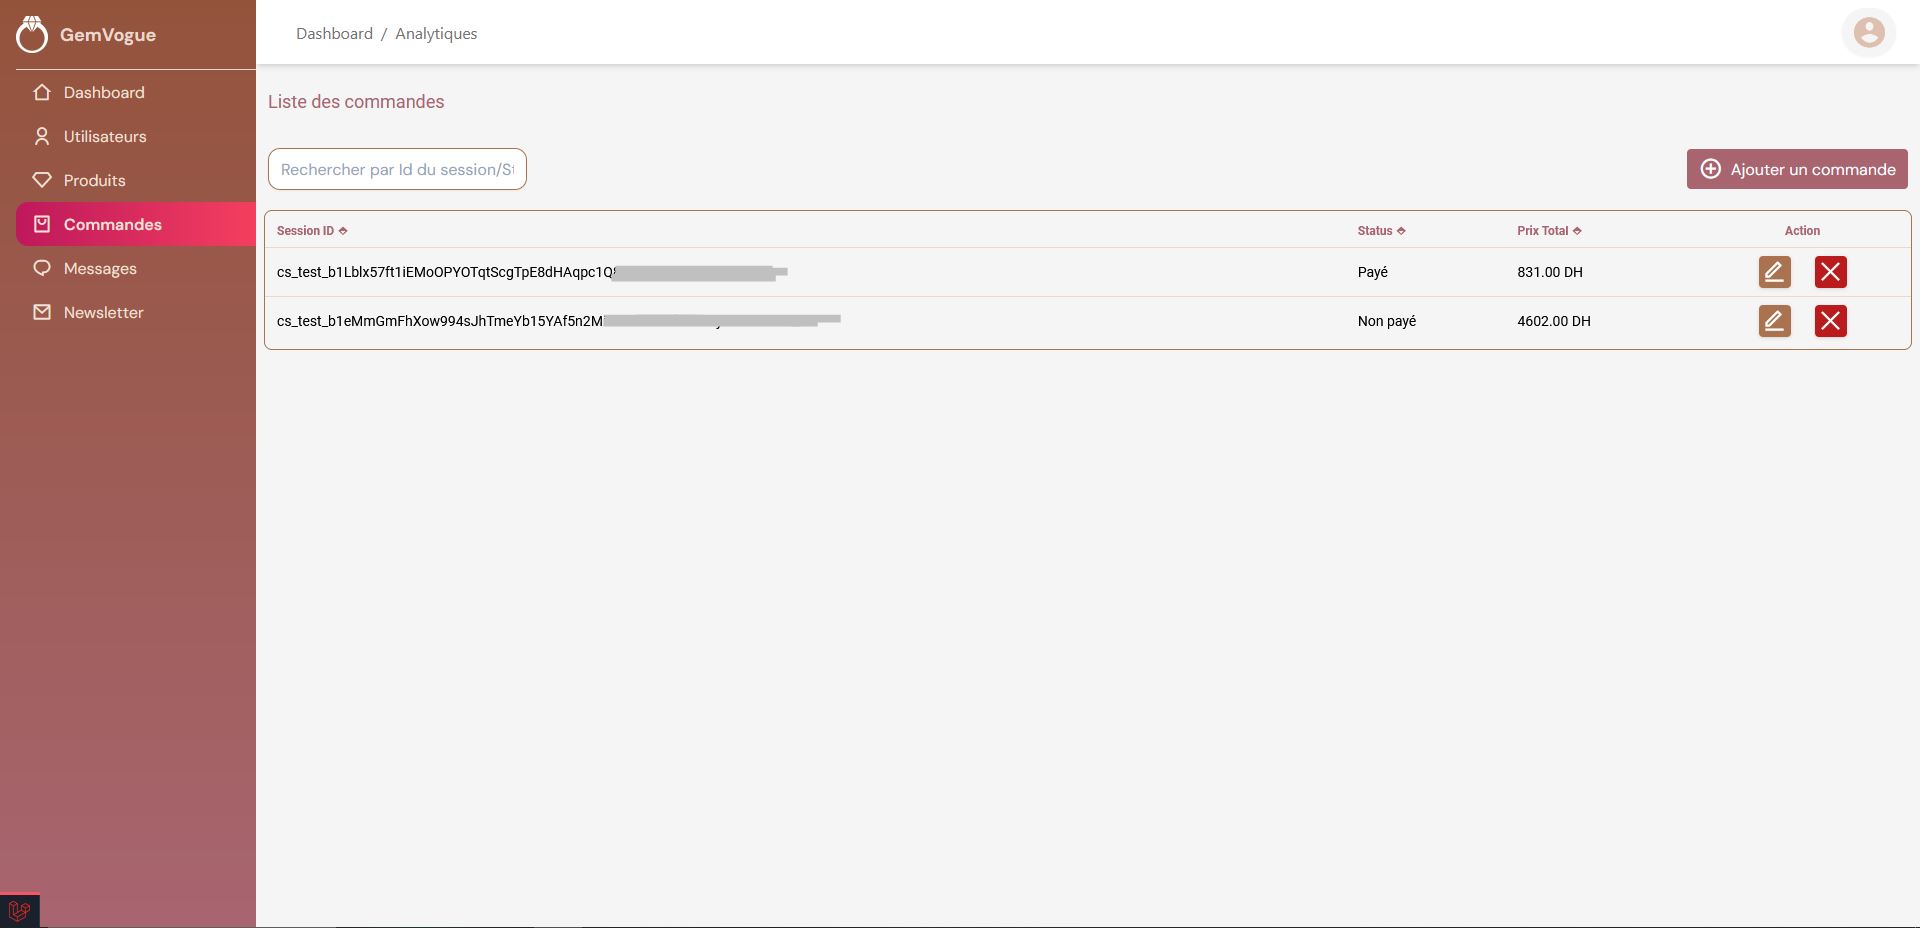 GemVogue
Dashboard / Analytiques
Dashboard
Utilisateurs
Produits
Commandes
Messages
Newsletter
Liste des commandes
Rechercher par Id du session/St
Ajouter un commande
Session ID Status Prix Total Action
cs_test_b1Lblx57ft1iEMoOPYOTqtScgTpE8dHAqpc1Q Payé 831.00 DH
cs_test_b1eMmGmFhXow994sJhTmeYb15YAf5n2M Non payé 4602.00 DH